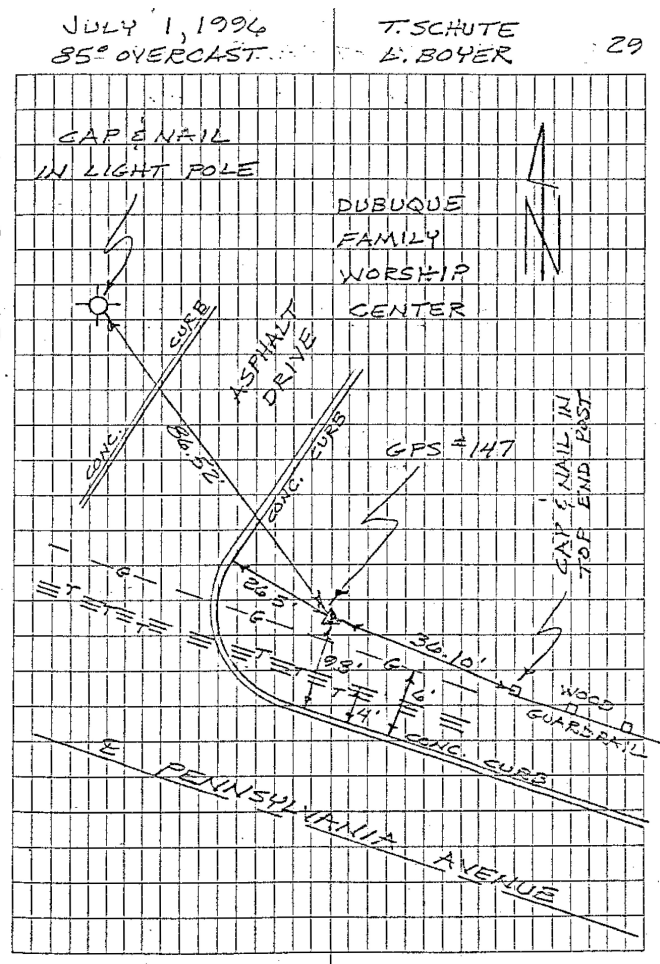 JULY 1, 1996
85° OVERCAST
T. SCHUTE
L. BOYER
29
CAP & NAIL
IN LIGHT POLE
DUBUQUE
FAMILY
WORSHIP
CENTER
CONC. CURB
ASPHALT
DRIVE
86.52'
CONC. CURB
GPS #147
CAP & NAIL IN
TOP END POST
26.5'
36.10'
G
G
G
T
T
T
T
T
T
9.8'
6'
4'
WOOD
GUARDRAIL
CONC. CURB
℄ PENNSYLVANIA AVENUE